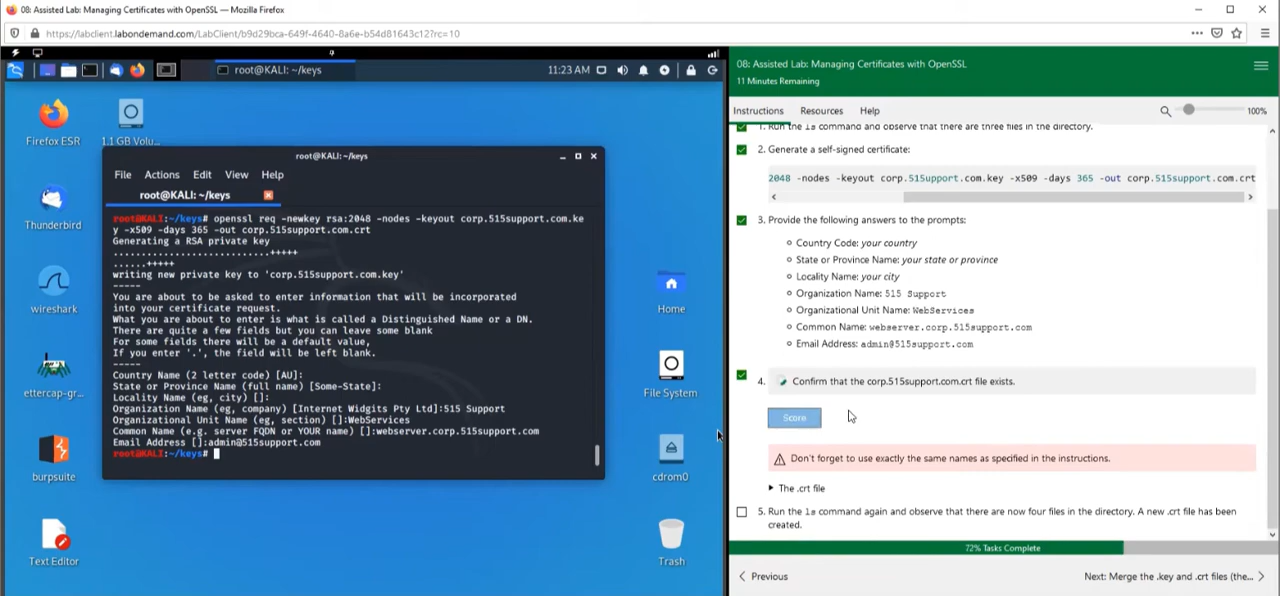 08: Assisted Lab: Managing Certificates with OpenSSL — Mozilla Firefox
https://labclient.labondemand.com/LabClient/b9d29bca-649f-4640-8a6e-b54d81643c12?rc=10
root@KALI: ~/keys
11:23 AM
Firefox ESR
1.1 GB Volu...
Thunderbird
wireshark
ettercap-gr...
burpsuite
Text Editor
root@KALI: ~/keys
File Actions Edit View Help
root@KALI: ~/keys
root@KALI:~/keys# openssl req -newkey rsa:2048 -nodes -keyout corp.515support.com.ke
y -x509 -days 365 -out corp.515support.com.crt
Generating a RSA private key
..................................+++++
.......+++++
writing new private key to 'corp.515support.com.key'
-----
You are about to be asked to enter information that will be incorporated
into your certificate request.
What you are about to enter is what is called a Distinguished Name or a DN.
There are quite a few fields but you can leave some blank
For some fields there will be a default value,
If you enter '.', the field will be left blank.
-----
Country Name (2 letter code) [AU]:
State or Province Name (full name) [Some-State]:
Locality Name (eg, city) []:
Organization Name (eg, company) [Internet Widgits Pty Ltd]:515 Support
Organizational Unit Name (eg, section) []:WebServices
Common Name (e.g. server FQDN or YOUR name) []:webserver.corp.515support.com
Email Address []:admin@515support.com
root@KALI:~/keys#
Home
File System
cdrom0
Trash
08: Assisted Lab: Managing Certificates with OpenSSL
11 Minutes Remaining
Instructions Resources Help
100%
1. Run the ls command and observe that there are three files in the directory.
2. Generate a self-signed certificate:
2048 -nodes -keyout corp.515support.com.key -x509 -days 365 -out corp.515support.com.crt
3. Provide the following answers to the prompts:
Country Code: your country
State or Province Name: your state or province
Locality Name: your city
Organization Name: 515 Support
Organizational Unit Name: WebServices
Common Name: webserver.corp.515support.com
Email Address: admin@515support.com
4. Confirm that the corp.515support.com.crt file exists.
Score
Don't forget to use exactly the same names as specified in the instructions.
The .crt file
5. Run the ls command again and observe that there are now four files in the directory. A new .crt file has been
created.
72% Tasks Complete
Previous
Next: Merge the .key and .crt files (the...